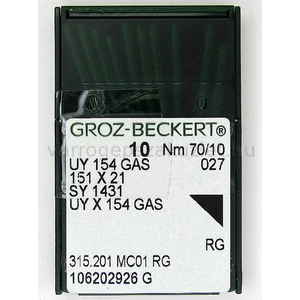 GROZ-BECKERT®
10 Nm 70/10
UY 154 GAS 027
151 X 21
SY 1431
UY X 154 GAS
RG
315.201 MC01 RG
106202926 G